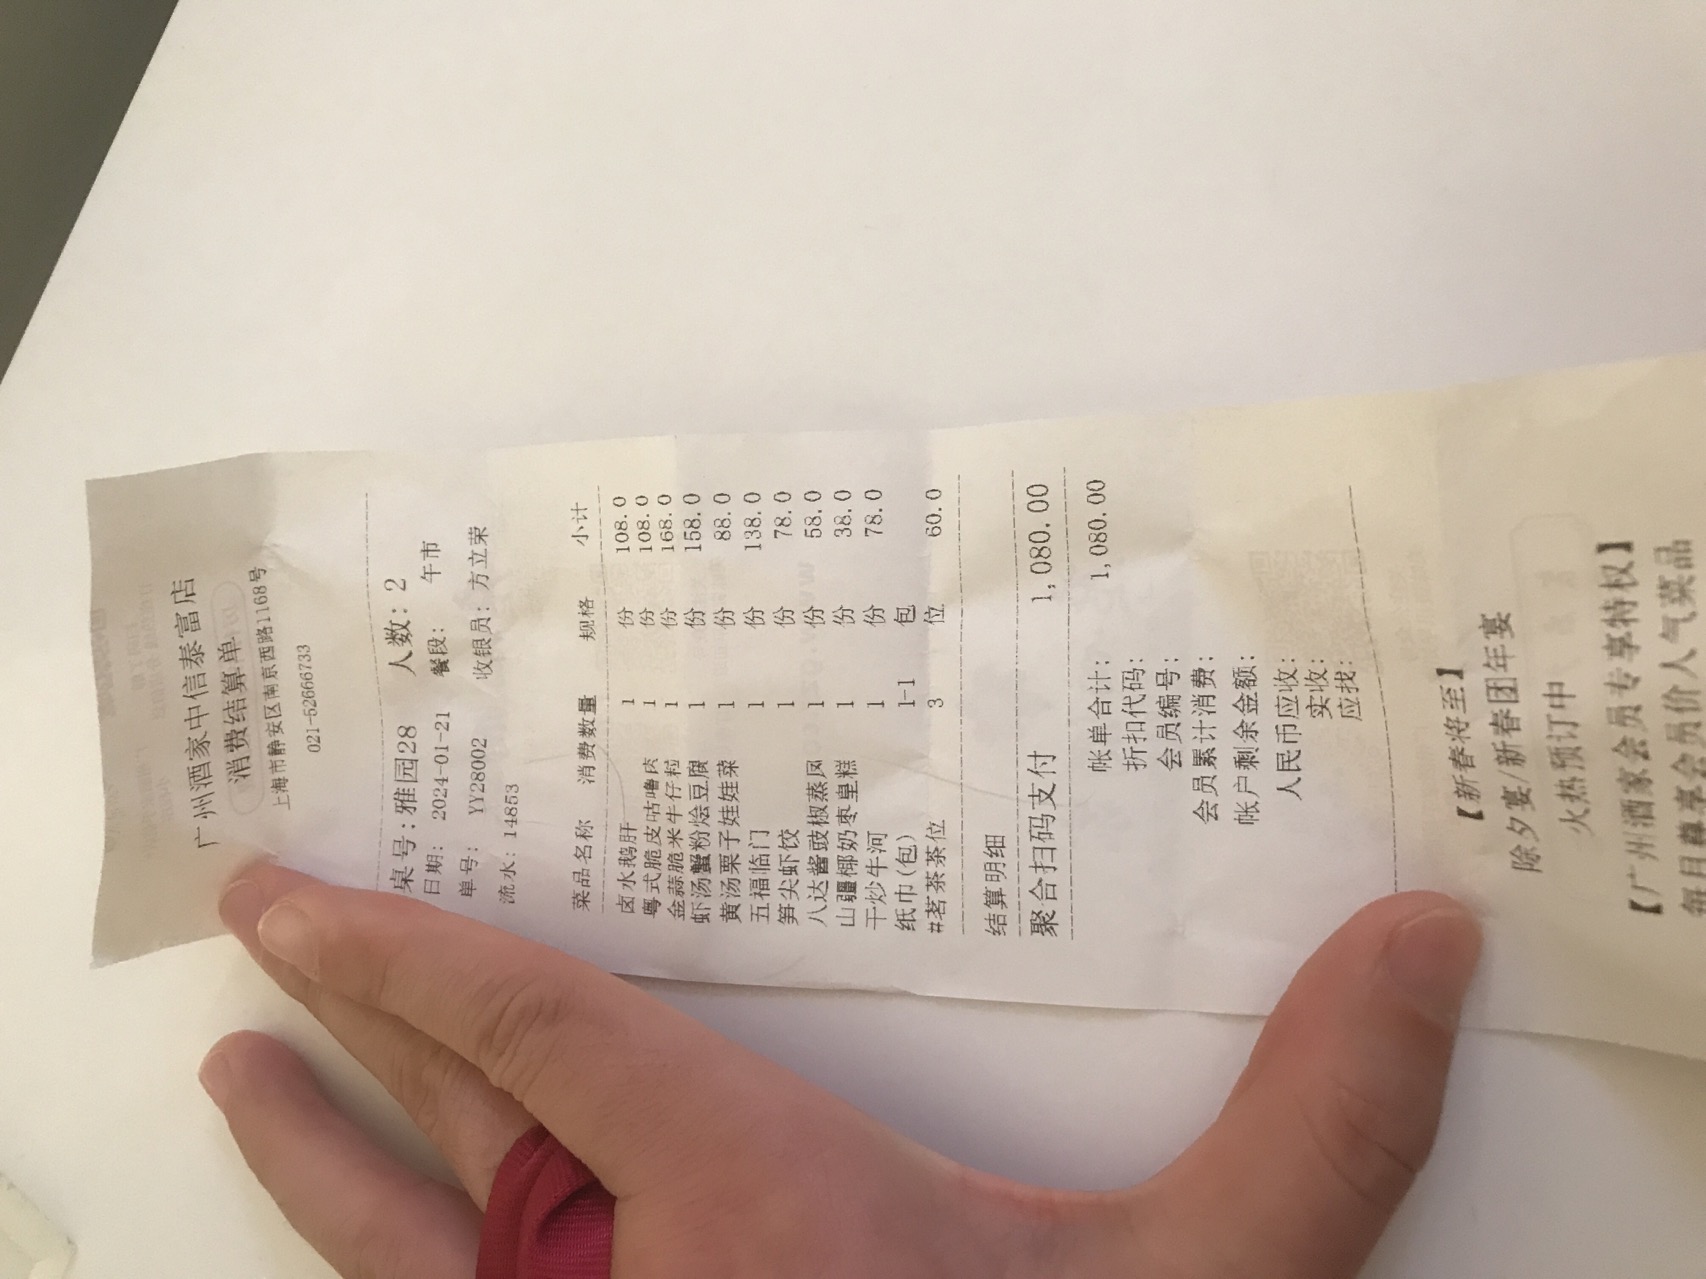 广州酒家中信泰富店
消费结算单
上海市静安区南京西路1168号
021-52666733
桌号:雅园28 人数: 2
日期: 2024-01-21 餐段: 午市
单号: YY28002 收银员: 方立荣
流水: 14853
菜品名称 消费数量 规格 小计
卤水鹅肝 1 份 108.0
粤式脆皮咕噜肉 1 份 108.0
金蒜脆米牛仔粒 1 份 168.0
虾汤蟹粉烩豆腐 1 份 158.0
黄汤栗子娃娃菜 1 份 88.0
五福临门 1 份 138.0
笋尖虾饺 1 份 78.0
八达酱豉椒蒸凤 1 份 58.0
山疆椰奶枣皇糕 1 份 38.0
干炒牛河 1 份 78.0
纸巾(包) 1-1 包
#茗茶茶位 3 位 60.0
结算明细
聚合扫码支付 1,080.00
帐单合计: 1,080.00
折扣代码:
会员编号:
会员累计消费:
帐户剩余金额:
人民币应收:
实收:
应找:
【新春将至】
除夕宴/新春团年宴
火热预订中
【广州酒家会员专享特权】
每日尊享会员价人气菜品